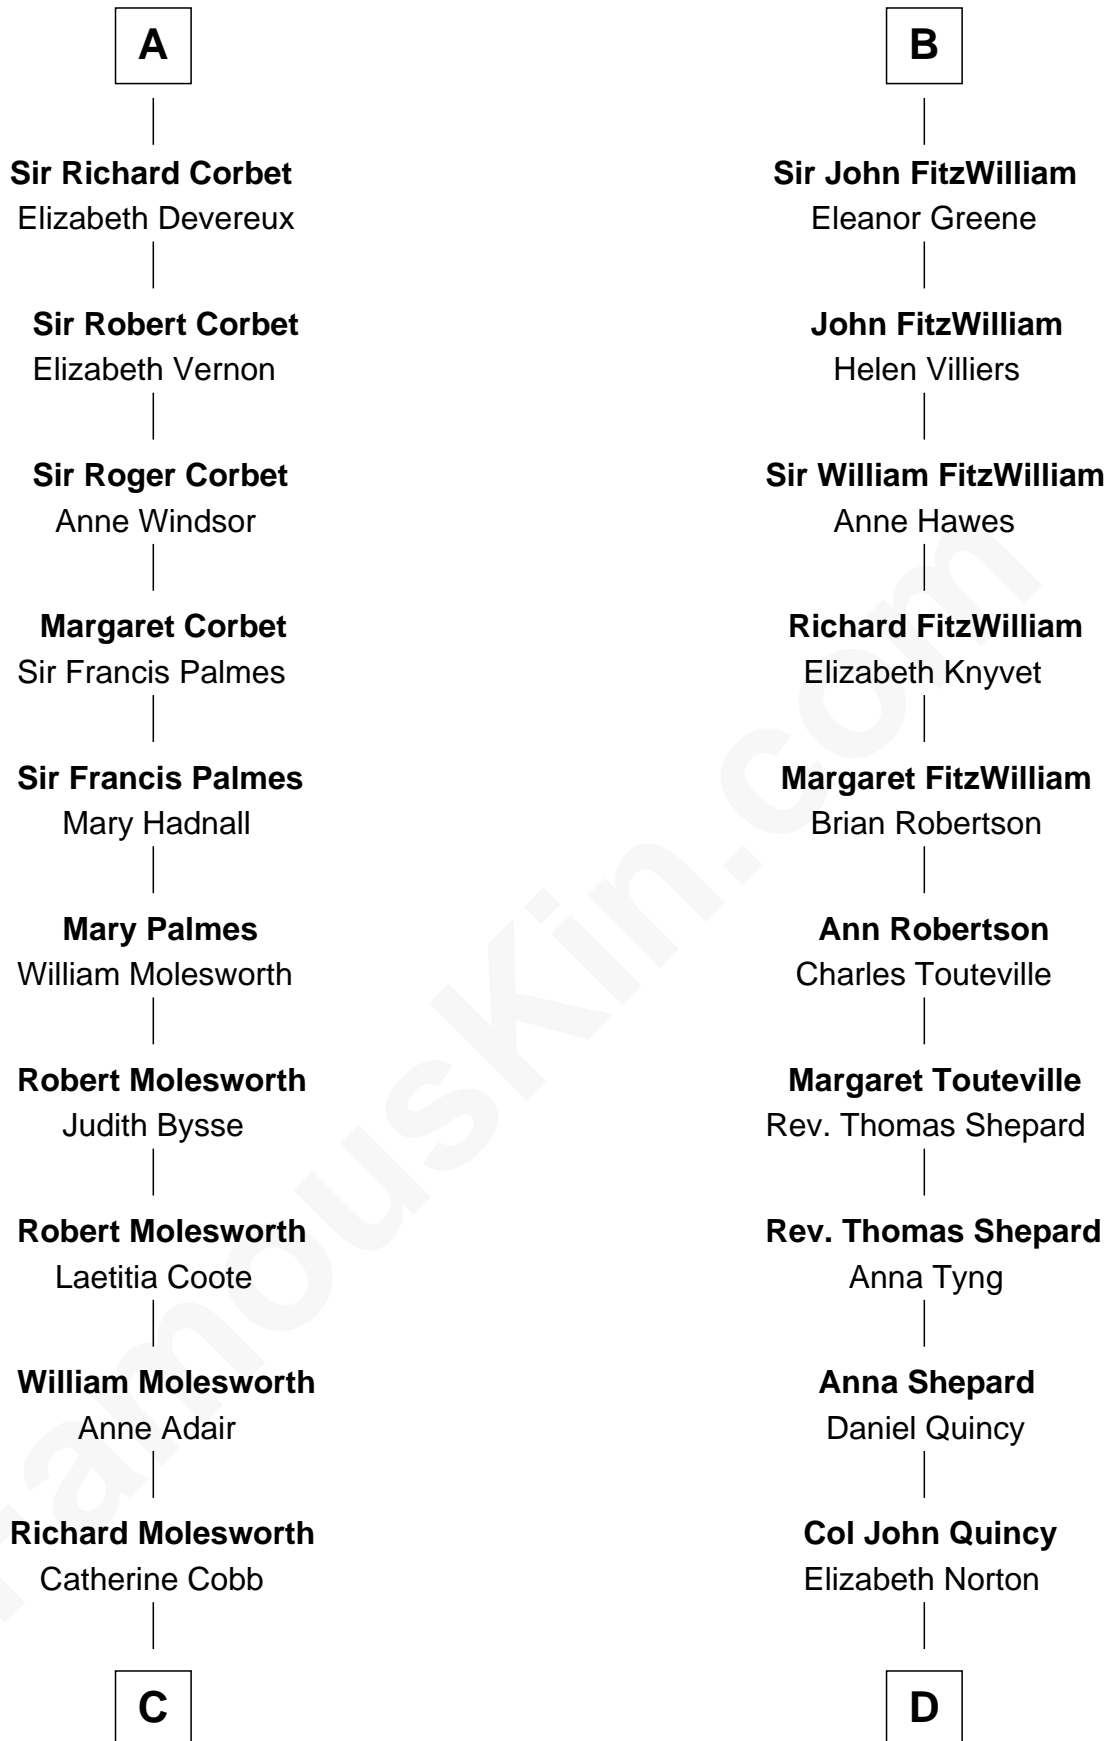 A
Sir Richard Corbet
Elizabeth Devereux
Sir Robert Corbet
Elizabeth Vernon
Sir Roger Corbet
Anne Windsor
Margaret Corbet
Sir Francis Palmes
Sir Francis Palmes
Mary Hadnall
Mary Palmes
William Molesworth
Robert Molesworth
Judith Bysse
Robert Molesworth
Laetitia Coote
William Molesworth
Anne Adair
Richard Molesworth
Catherine Cobb
C
B
Sir John FitzWilliam
Eleanor Greene
John FitzWilliam
Helen Villiers
Sir William FitzWilliam
Anne Hawes
Richard FitzWilliam
Elizabeth Knyvet
Margaret FitzWilliam
Brian Robertson
Ann Robertson
Charles Touteville
Margaret Touteville
Rev. Thomas Shepard
Rev. Thomas Shepard
Anna Tyng
Anna Shepard
Daniel Quincy
Col John Quincy
Elizabeth Norton
D
FamousKin.com